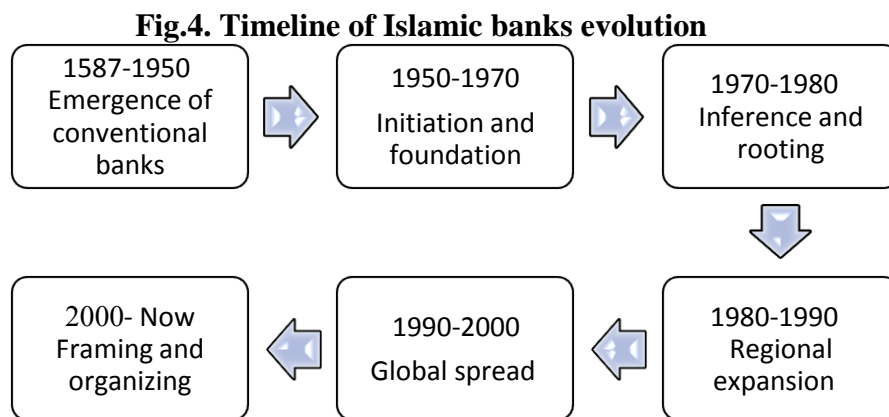 Fig.4. Timeline of Islamic banks evolution
1587-1950
Emergence of
conventional
banks
1950-1970
Initiation and
foundation
1970-1980
Inference and
rooting
1980-1990
Regional
expansion
1990-2000
Global spread
2000- Now
Framing and
organizing